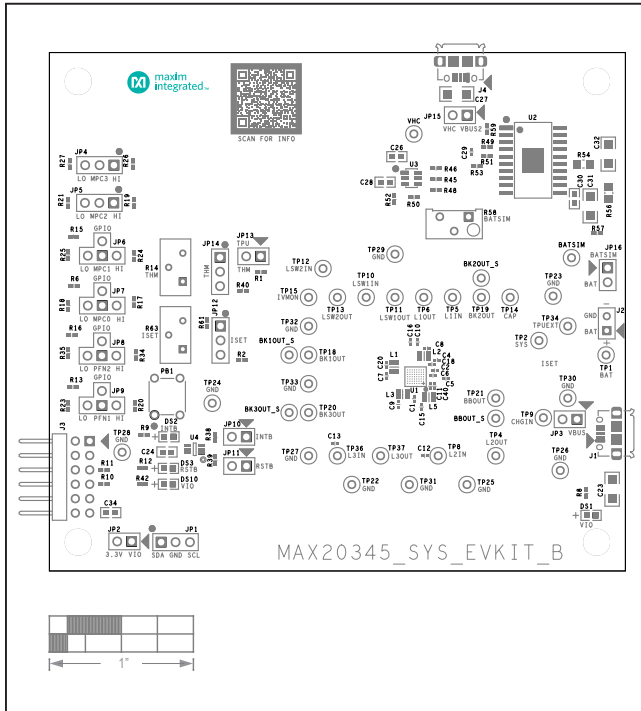 maxim
integrated™
SCAN FOR INFO
J4
C27
JP15
VHC VBUS2
VHC
R59
U2
C32
R27
JP4
R26
LO MPC3 HI
C26
U3
C29
R49
R51
R53
R54
C28
R46
R45
R48
R52
R50
C30
C31
R56
R21
JP5
R19
LO MPC2 HI
R58
BATSIM
R57
R15
GPIO
JP6
R25
R24
LO MPC1 HI
R14
THM
JP14
THM
JP13
TPU
THM
R1
R40
TP12
LSW2IN
TP29
GND
BK2OUT_S
BATSIM
JP16
BATSIM
BAT
R6
GPIO
JP7
R18
R17
LO MPC0 HI
TP15
IVMON
TP13
LSW2OUT
TP10
LSW1IN
TP11
LSW1OUT
TP6
L1OUT
TP5
L1IN
TP19
BK2OUT
TP14
CAP
TP23
GND
J2
GND
BAT
R16
GPIO
JP8
R35
R34
LO PFN2 HI
R63
ISET
R61
JP12
ISET
R2
TP32
GND
BK1OUT_S
TP18
BK1OUT
TP34
TPUEXT
TP2
SYS
ISET
TP1
BAT
C16
C10
C8
L2
C4
C18
C20
C7
L1
U1
C5
C11
C40
L3
C9
C1
C15
L5
R13
GPIO
JP9
R23
R20
LO PFN1 HI
PB1
TP24
GND
TP33
GND
BK3OUT_S
TP20
BK3OUT
TP21
BBOUT
BBOUT_S
TP30
GND
TP9
CHGIN
JP3
VBUS
J1
J3
TP28
GND
R9
DS2
INTB
U4
R38
JP10
INTB
C24
R12
DS3
RSTB
R39
JP11
RSTB
R11
R10
R42
DS10
VIO
TP27
GND
C13
TP36
L3IN
TP37
L3OUT
C12
TP8
L2IN
TP4
L2OUT
TP26
GND
TP22
GND
TP31
GND
TP25
GND
R8
C23
DS1
VIO
C34
JP2
3.3V VIO
JP1
SDA GND SCL
MAX20345_SYS_EVKIT_B
1"